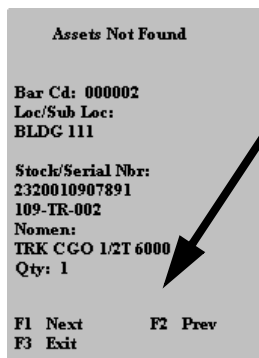 Assets Not Found
Bar Cd: 000002
Loc/Sub Loc:
BLDG 111
Stock/Serial Nbr:
2320010907891
109-TR-002
Nomen:
TRK CGO 1/2T 6000
Qty: 1
F1 Next F2 Prev
F3 Exit